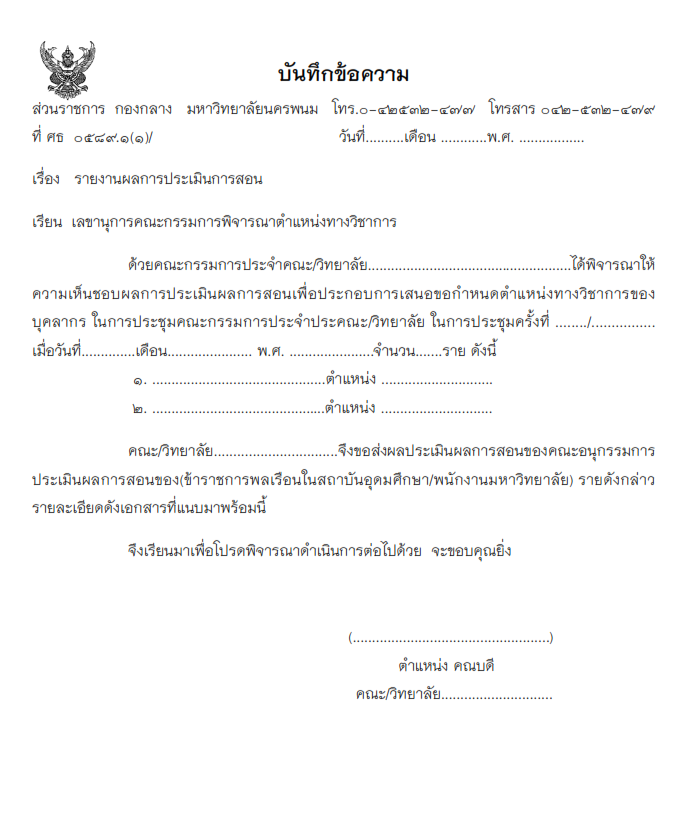 บันทึกข้อความ
ส่วนราชการ กองกลาง มหาวิทยาลัยนครพนม โทร.๐-๔๒๕๓๒-๔๗๗ โทรสาร ๐๔๒-๕๓๒-๔๗๙
ที่ ศธ ๐๕๘๙.๑(๑)/ วันที่..........เดือน ............พ.ศ. .................
เรื่อง รายงานผลการประเมินการสอน
เรียน เลขานุการคณะกรรมการพิจารณาตำแหน่งทางวิชาการ
ด้วยคณะกรรมการประจำคณะ/วิทยาลัย.....................................................ได้พิจารณาให้
ความเห็นชอบผลการประเมินผลการสอนเพื่อประกอบการเสนอขอกำหนดตำแหน่งทางวิชาการของ
บุคลากร ในการประชุมคณะกรรมการประจำประคณะ/วิทยาลัย ในการประชุมครั้งที่ ......../.................
เมื่อวันที่..............เดือน...................... พ.ศ. ......................จำนวน.......ราย ดังนี้
๑. .............................................ตำแหน่ง .............................
๒. .............................................ตำแหน่ง .............................
คณะ/วิทยาลัย................................จึงขอส่งผลประเมินผลการสอนของคณะอนุกรรมการ
ประเมินผลการสอนของ(ข้าราชการพลเรือนในสถาบันอุดมศึกษา/พนักงานมหาวิทยาลัย) รายดังกล่าว
รายละเอียดดังเอกสารที่แนบมาพร้อมนี้
จึงเรียนมาเพื่อโปรดพิจารณาดำเนินการต่อไปด้วย จะขอบคุณยิ่ง
(...................................................)
ตำแหน่ง คณบดี
คณะ/วิทยาลัย.............................